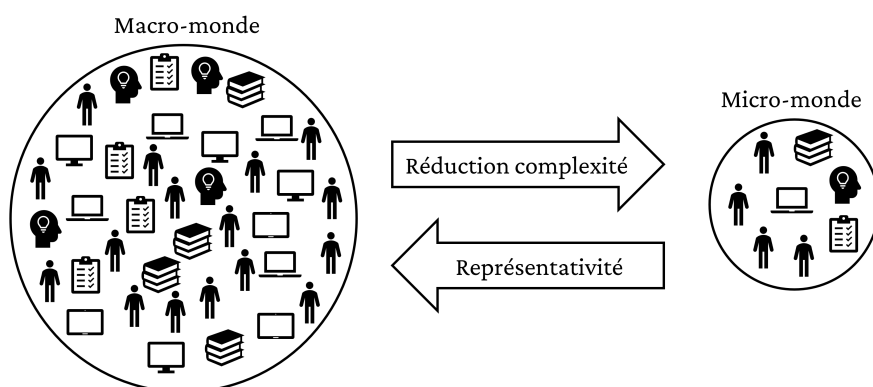 Macro-monde
Micro-monde
Réduction complexité
Représentativité